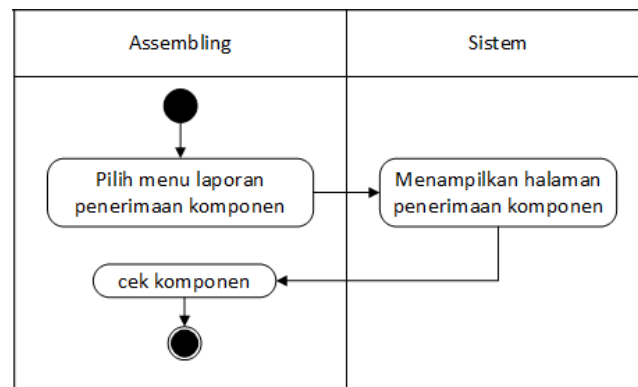 Assembling
Sistem
Pilih menu laporan
penerimaan komponen
Menampilkan halaman
penerimaan komponen
cek komponen